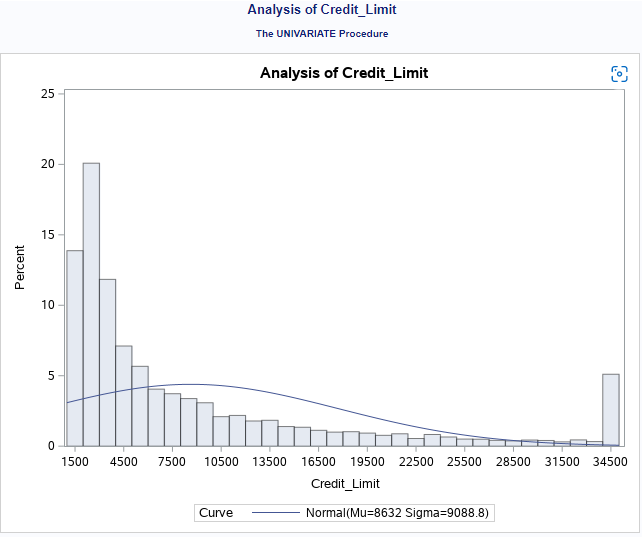 Analysis of Credit_Limit
The UNIVARIATE Procedure
Analysis of Credit_Limit
25
20
15
10
5
0
Percent
1500 4500 7500 10500 13500 16500 19500 22500 25500 28500 31500 34500
Credit_Limit
Curve Normal(Mu=8632 Sigma=9088.8)